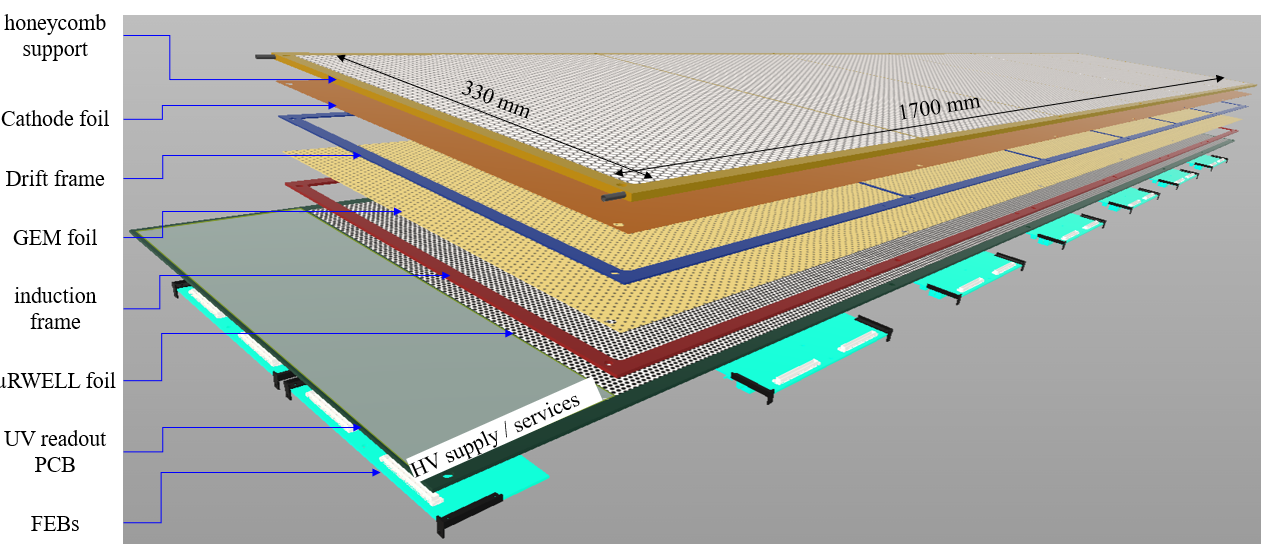 honeycomb
support
330 mm
1700 mm
Cathode foil
Drift frame
GEM foil
induction
frame
μRWELL foil
HV supply / services
UV readout
PCB
FEBs